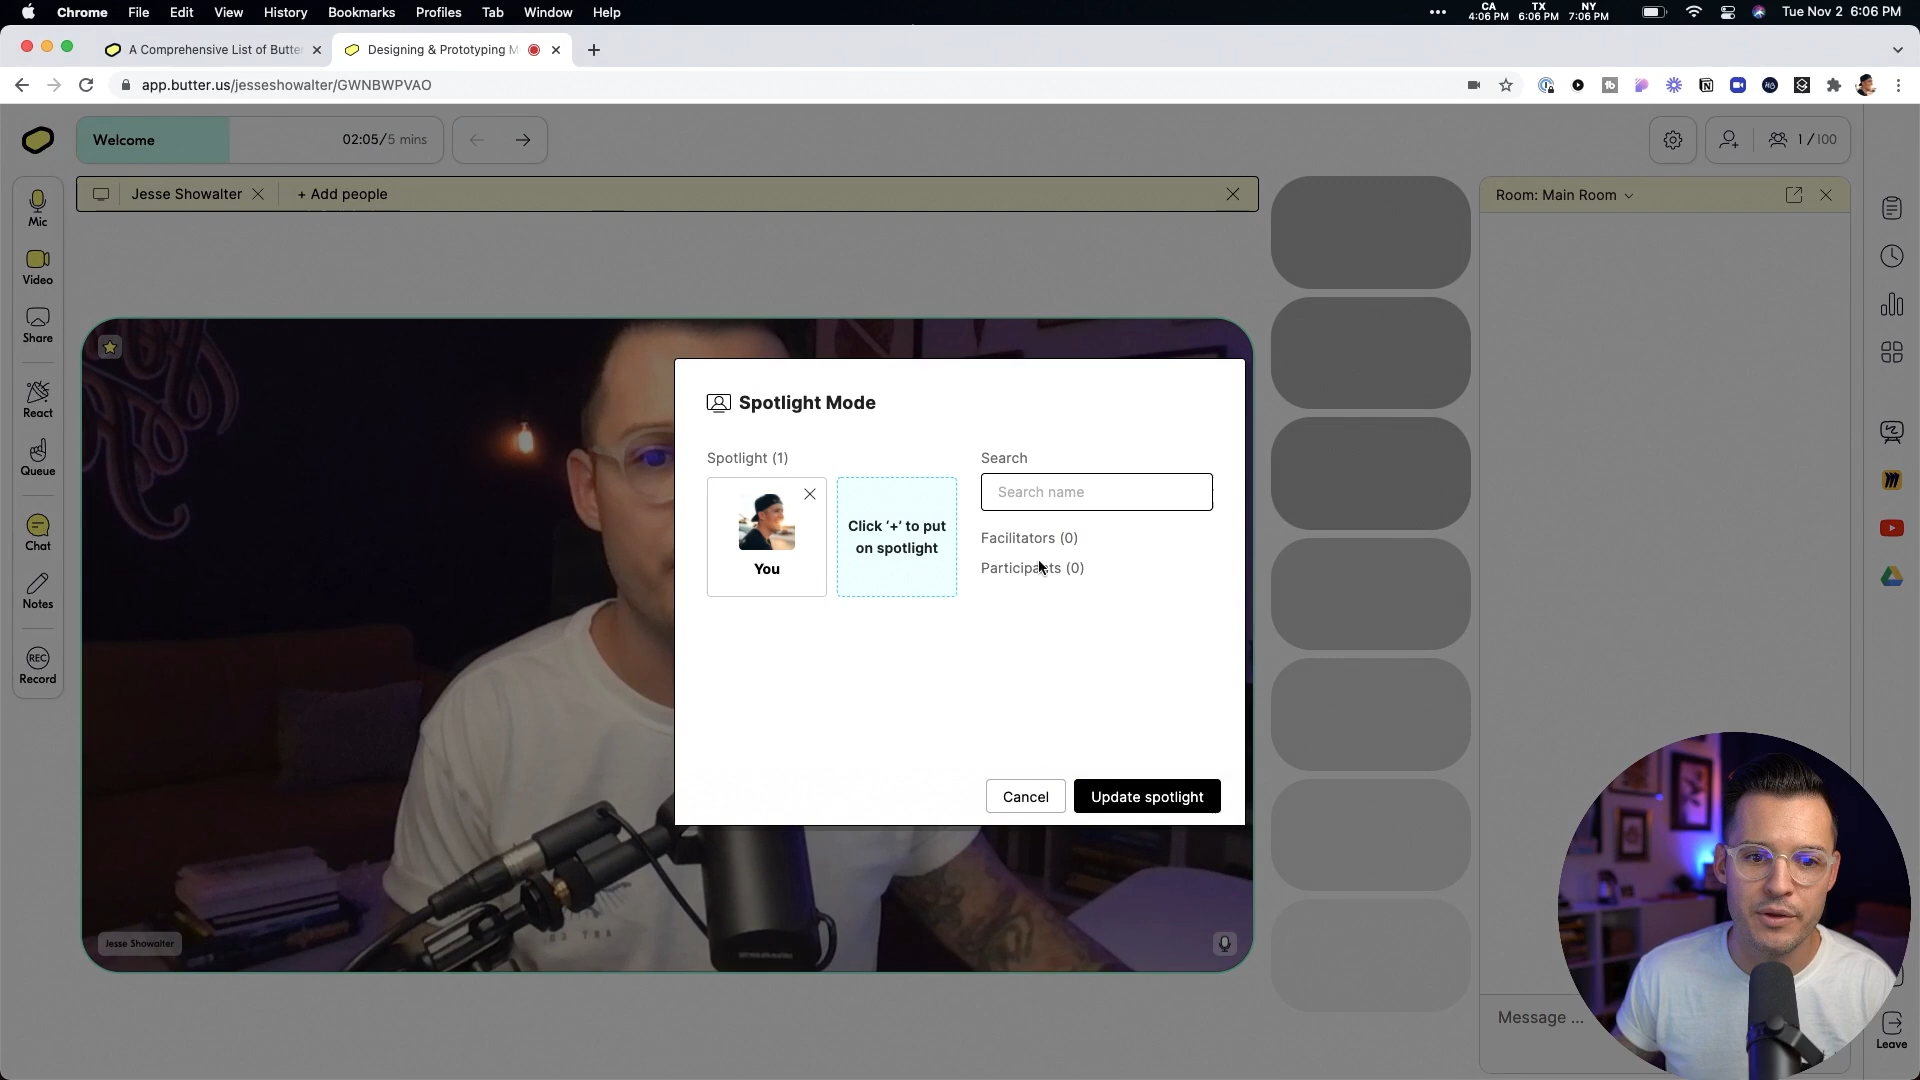 Chrome File Edit View History Bookmarks Profiles Tab Window Help
CA TX NY
4:06 PM 6:06 PM 7:06 PM
Tue Nov 2 6:06 PM
A Comprehensive List of Butte
Designing & Prototyping M
app.butter.us/jesseshowalter/GWNBWPVAO
Welcome 02:05/5 mins
1/100
Jesse Showalter + Add people
Room: Main Room
Mic
Video
Share
React
Queue
Chat
Notes
REC
Record
Spotlight Mode
Spotlight (1)
You
Click ‘+’ to put
on spotlight
Search
Search name
Facilitators (0)
Participants (0)
Cancel Update spotlight
Jesse Showalter
Message ...
Leave